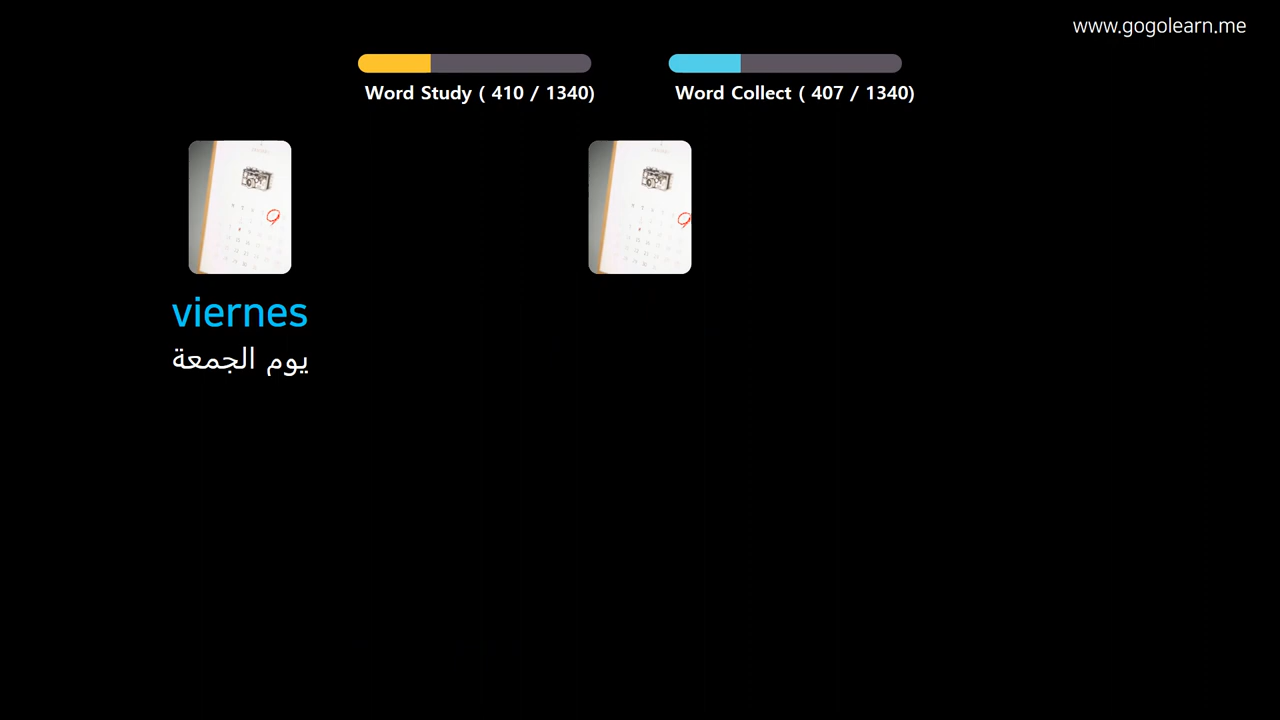 www.gogolearn.me
Word Study ( 410 / 1340)
Word Collect ( 407 / 1340)
viernes
يوم الجمعة